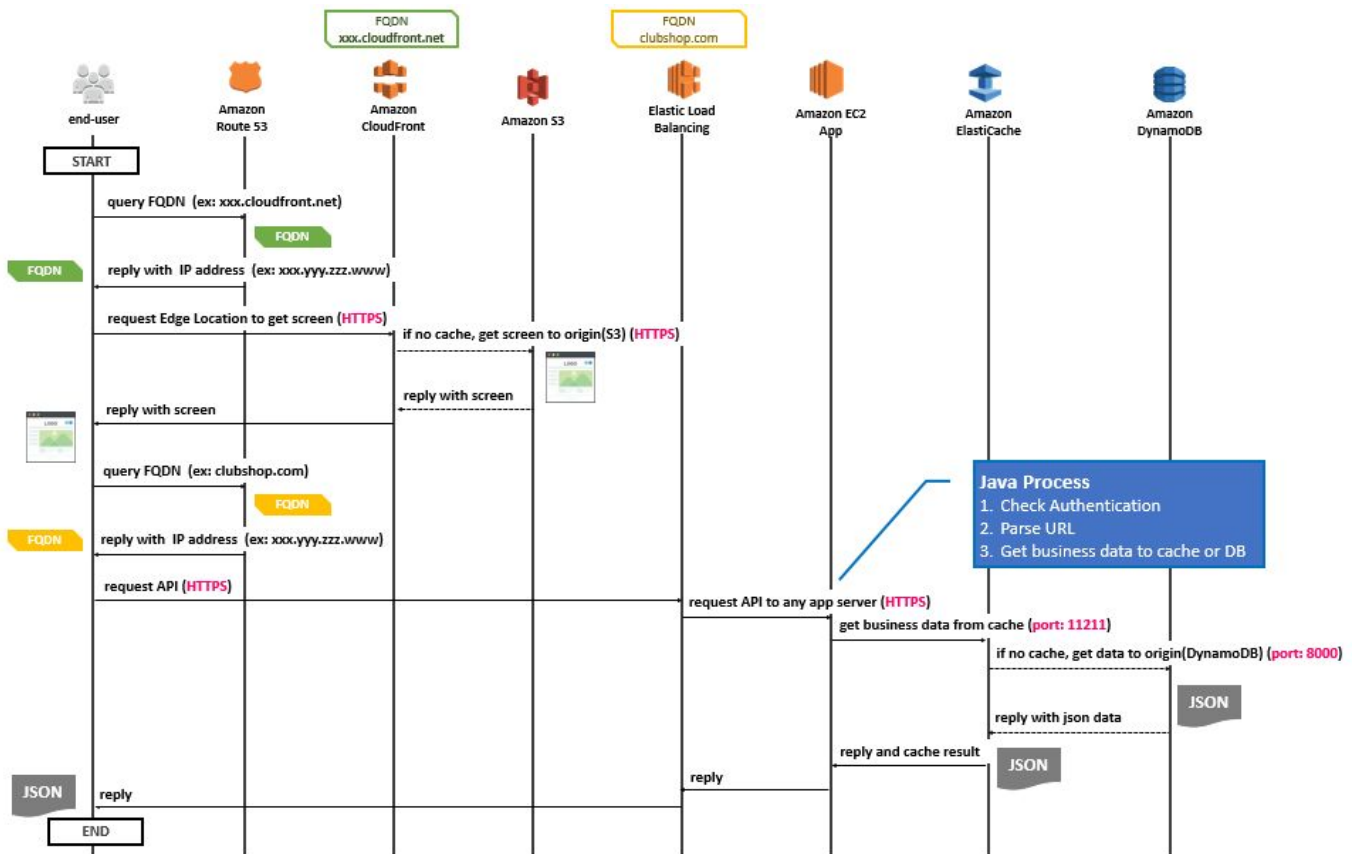 FQDN
xxx.cloudfront.net
FQDN
clubshop.com
end-user
Amazon
Route 53
Amazon
CloudFront
Amazon S3
Elastic Load
Balancing
Amazon EC2
App
Amazon
ElastiCache
Amazon
DynamoDB
START
query FQDN (ex: xxx.cloudfront.net)
FQDN
FQDN
reply with IP address (ex: xxx.yyy.zzz.www)
request Edge Location to get screen (HTTPS)
if no cache, get screen to origin(S3) (HTTPS)
LOGO
reply with screen
reply with screen
LOGO
query FQDN (ex: clubshop.com)
FQDN
FQDN
reply with IP address (ex: xxx.yyy.zzz.www)
Java Process
1. Check Authentication
2. Parse URL
3. Get business data to cache or DB
request API (HTTPS)
request API to any app server (HTTPS)
get business data from cache (port: 11211)
if no cache, get data to origin(DynamoDB) (port: 8000)
JSON
reply with json data
reply and cache result
JSON
reply
JSON
reply
END